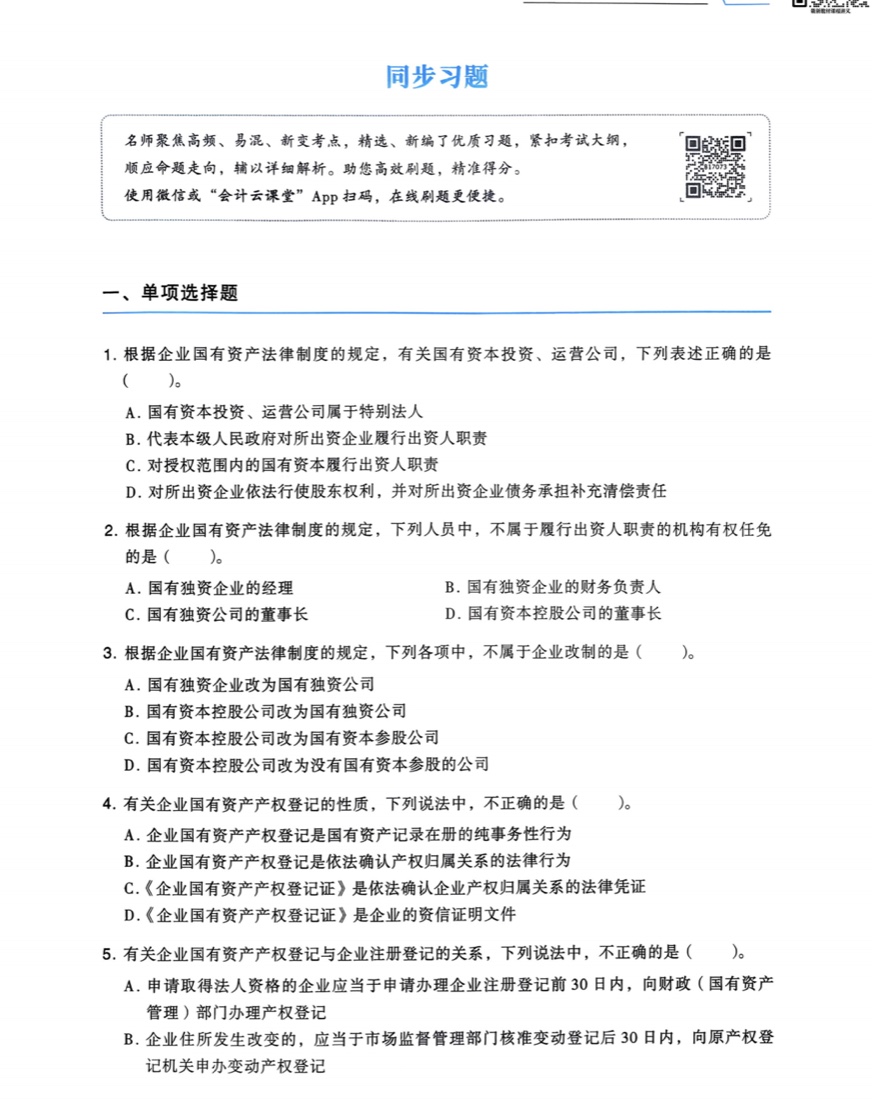 同步习题
名师聚焦高频、易混、新变考点，精选、新编了优质习题，紧扣考试大纲，
顺应命题走向，辅以详细解析。助您高效刷题，精准得分。
使用微信或“会计云课堂”App 扫码，在线刷题更便捷。
一、单项选择题
1. 根据企业国有资产法律制度的规定，有关国有资本投资、运营公司，下列表述正确的是
（　　）。
A. 国有资本投资、运营公司属于特别法人
B. 代表本级人民政府对所出资企业履行出资人职责
C. 对授权范围内的国有资本履行出资人职责
D. 对所出资企业依法行使股东权利，并对所出资企业债务承担补充清偿责任
2. 根据企业国有资产法律制度的规定，下列人员中，不属于履行出资人职责的机构有权任免
的是（　　）。
A. 国有独资企业的经理　　B. 国有独资企业的财务负责人
C. 国有独资公司的董事长　　D. 国有资本控股公司的董事长
3. 根据企业国有资产法律制度的规定，下列各项中，不属于企业改制的是（　　）。
A. 国有独资企业改为国有独资公司
B. 国有资本控股公司改为国有独资公司
C. 国有资本控股公司改为国有资本参股公司
D. 国有资本控股公司改为没有国有资本参股的公司
4. 有关企业国有资产产权登记的性质，下列说法中，不正确的是（　　）。
A. 企业国有资产产权登记是国有资产记录在册的纯事务性行为
B. 企业国有资产产权登记是依法确认产权归属关系的法律行为
C.《企业国有资产产权登记证》是依法确认企业产权归属关系的法律凭证
D.《企业国有资产产权登记证》是企业的资信证明文件
5. 有关企业国有资产产权登记与企业注册登记的关系，下列说法中，不正确的是（　　）。
A. 申请取得法人资格的企业应当于申请办理企业注册登记前 30 日内，向财政（国有资产
管理）部门办理产权登记
B. 企业住所发生改变的，应当于市场监督管理部门核准变动登记后 30 日内，向原产权登
记机关申办变动产权登记